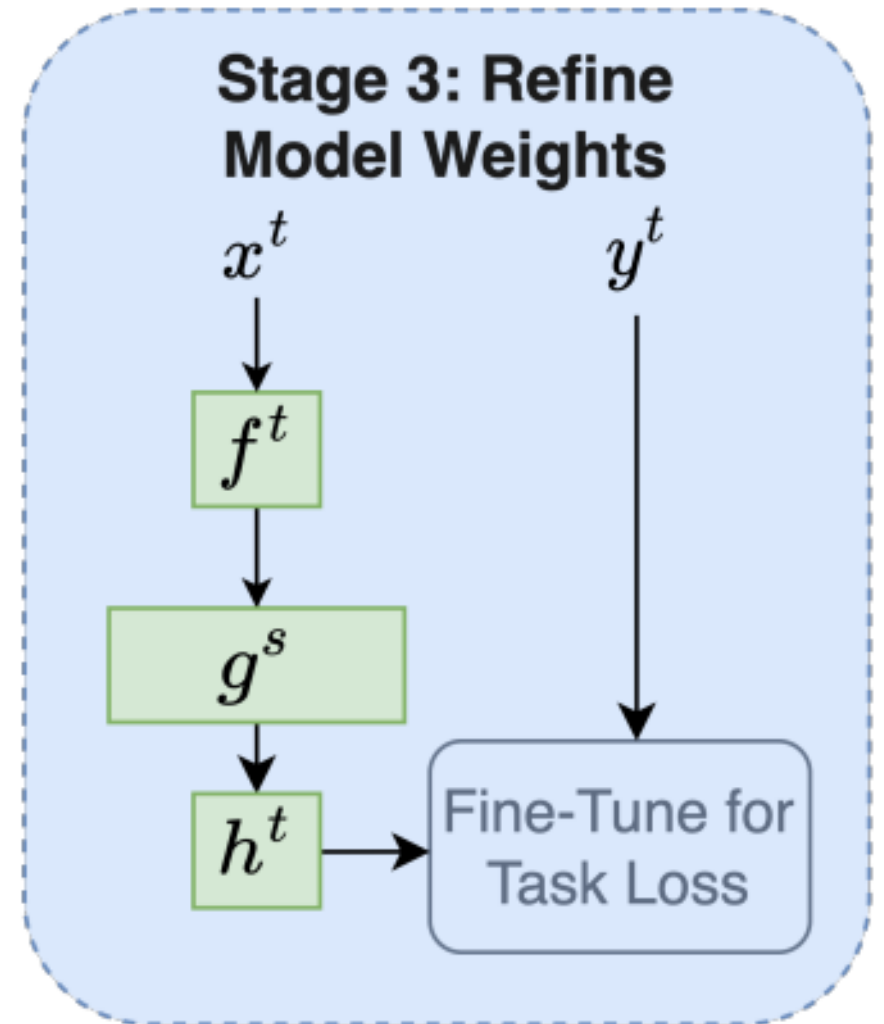 Stage 3: Refine
Model Weights
x^t
y^t
f^t
g^s
h^t
Fine-Tune for
Task Loss